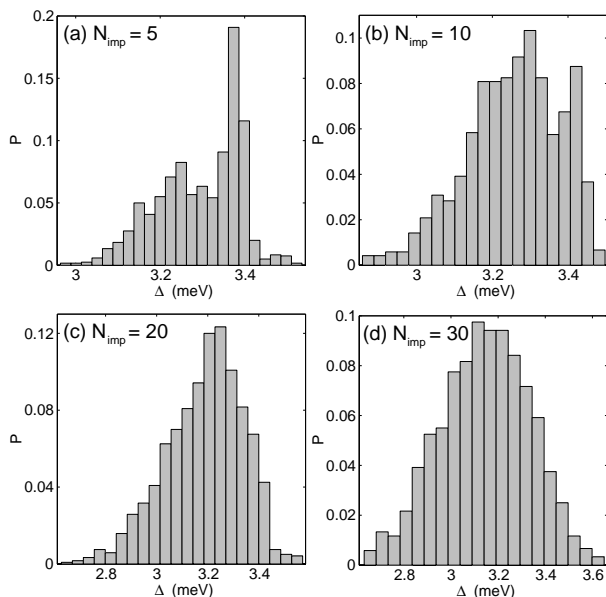 (a) N_imp = 5
0.2
0.15
0.1
0.05
0
P
3 3.2 3.4
Δ (meV)
(b) N_imp = 10
0.1
0.08
0.06
0.04
0.02
0
P
3 3.2 3.4
Δ (meV)
(c) N_imp = 20
0.12
0.08
0.04
0
P
2.8 3 3.2 3.4
Δ (meV)
(d) N_imp = 30
0.1
0.08
0.06
0.04
0.02
0
P
2.8 3 3.2 3.4 3.6
Δ (meV)